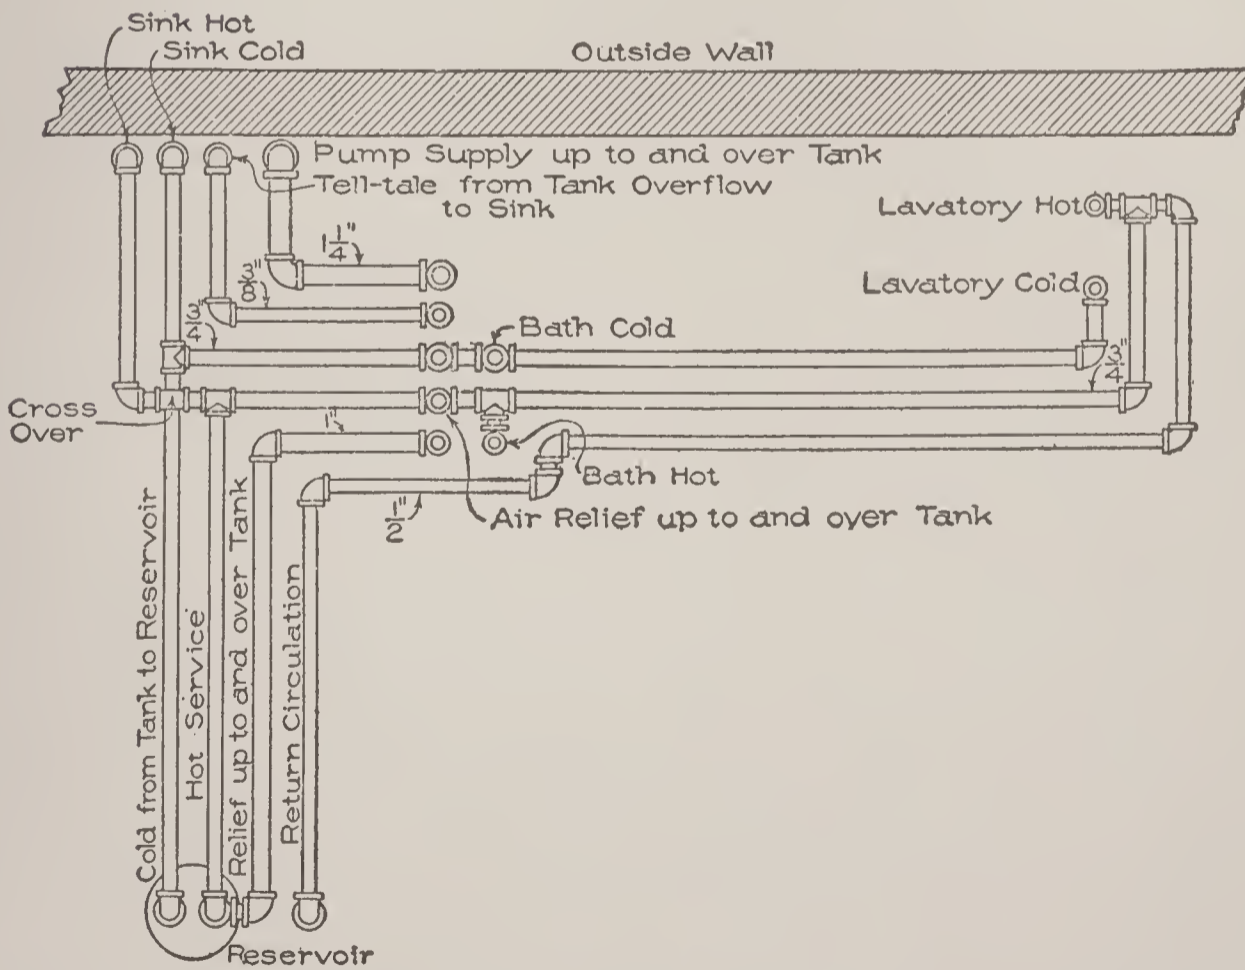 Sink Hot
Sink Cold
Outside Wall
Pump Supply up to and over Tank
Tell-tale from Tank Overflow
to Sink
Lavatory Hot
1 1/4"
3/8"
Lavatory Cold
3/4"
Bath Cold
3/4"
Cross
Over
1"
Bath Hot
1/2"
Air Relief up to and over Tank
Cold from Tank to Reservoir
Hot Service
Relief up to and over Tank
Return Circulation
Reservoir